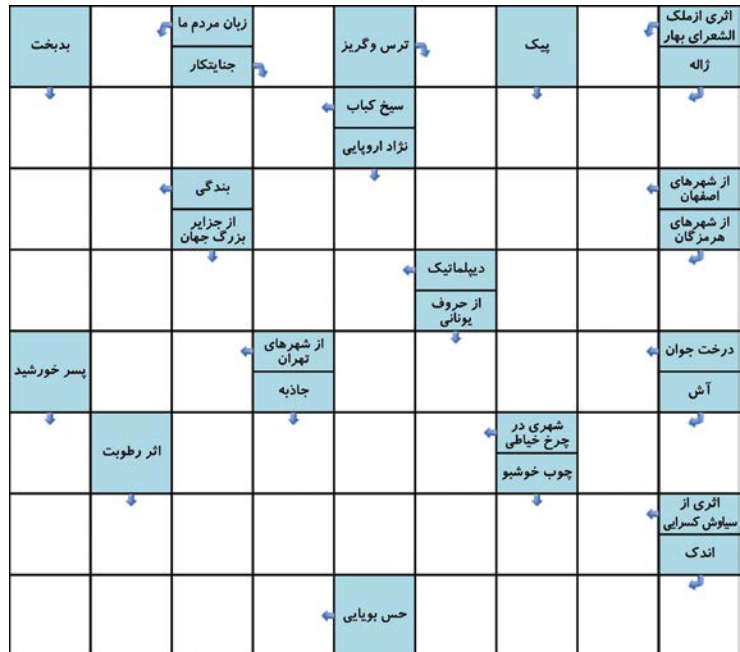 اثری ازملک
الشعرای بهار
ژاله
پیک
ترس وگریز
زبان مردم ما
جنایتکار
بدبخت
سیخ کباب
نژاد اروپایی
از شهرهای
اصفهان
از شهرهای
هرمزگان
بندگی
از جزایر
بزرگ جهان
دیپلماتیک
از حروف
یونانی
درخت جوان
آش
از شهرهای
تهران
جاذبه
پسر خورشید
شهری در
چرخ خیاطی
چوب خوشبو
اثر رطوبت
اثری از
سیاوش کسرایی
اندک
حس بویایی